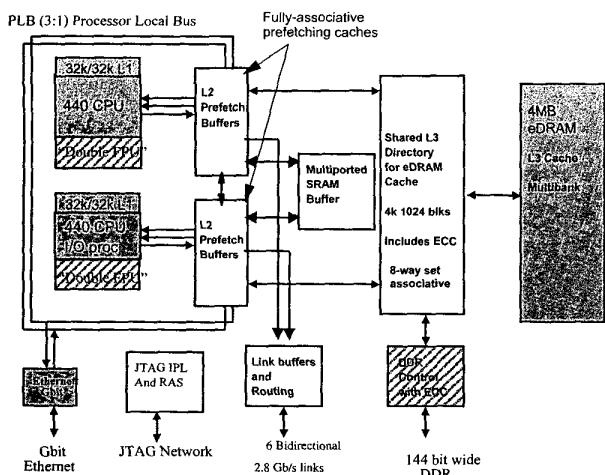 PLB (3:1) Processor Local Bus
Fully-associative
prefetching caches
32k/32k L1
440 CPU
"Double FPU"
L2
Prefetch
Buffers
32k/32k L1
440 CPU
I/O proc
"Double FPU"
L2
Prefetch
Buffers
Multiported
SRAM
Buffer
Shared L3
Directory
for eDRAM
Cache
4k 1024 blks
Includes ECC
8-way set
associative
4MB
eDRAM
L3 Cache
Multibank
Ethernet
Gbit
JTAG IPL
And RAS
Link buffers
and
Routing
DDR
Control
with ECC
Gbit
Ethernet
JTAG Network
6 Bidirectional
2.8 Gb/s links
144 bit wide
DDR